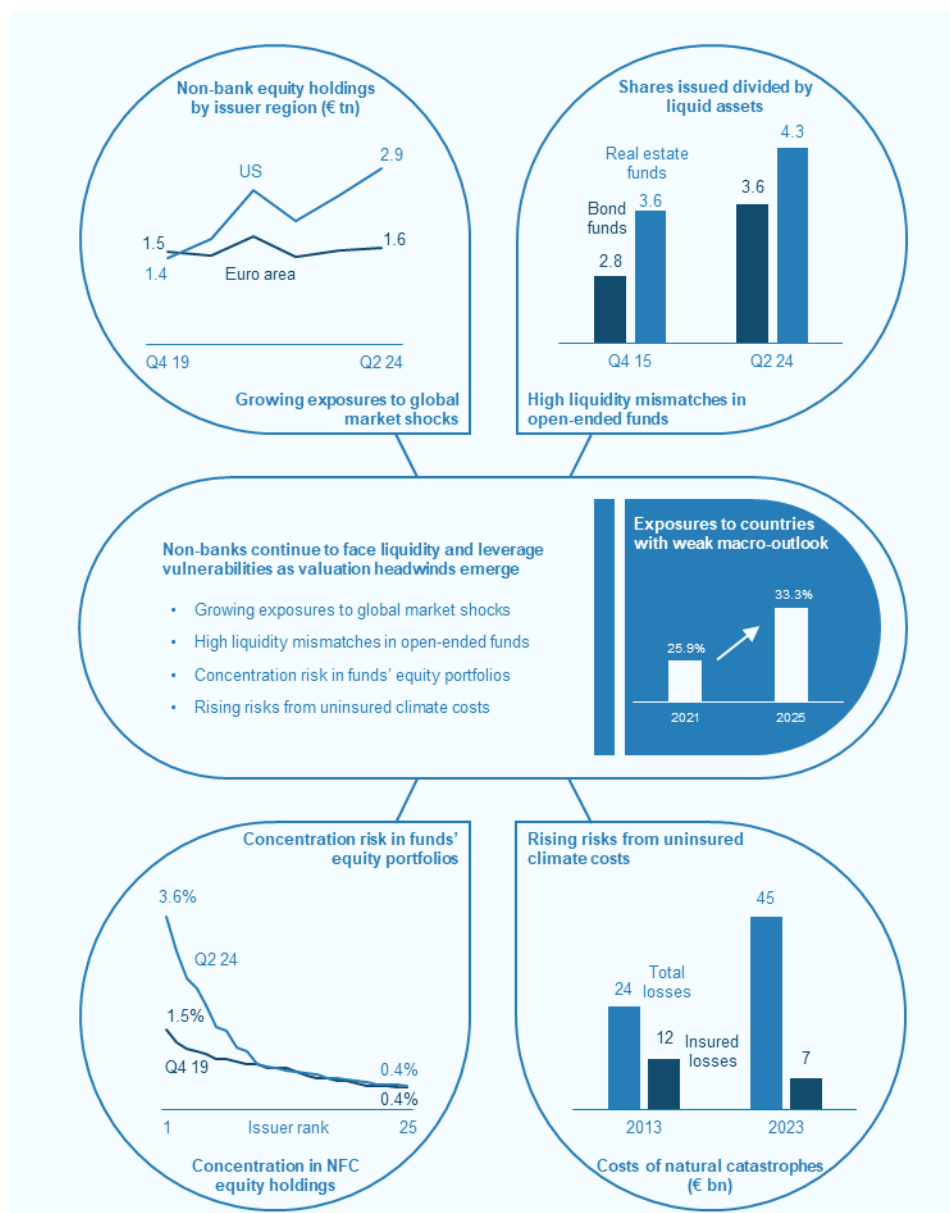 Non-bank equity holdings
by issuer region (€ tn)
2.9
US
1.5
1.6
1.4
Euro area
Q4 19
Q2 24
Growing exposures to global
market shocks
Shares issued divided by
liquid assets
4.3
Real estate
funds
3.6
3.6
Bond
funds
2.8
Q4 15
Q2 24
High liquidity mismatches in
open-ended funds
Non-banks continue to face liquidity and leverage
vulnerabilities as valuation headwinds emerge
• Growing exposures to global market shocks
• High liquidity mismatches in open-ended funds
• Concentration risk in funds’ equity portfolios
• Rising risks from uninsured climate costs
Exposures to countries
with weak macro-outlook
33.3%
25.9%
2021
2025
Concentration risk in funds’
equity portfolios
3.6%
Q2 24
1.5%
Q4 19
0.4%
0.4%
1
Issuer rank
25
Concentration in NFC
equity holdings
Rising risks from uninsured
climate costs
45
Total
losses
24
12
Insured
losses
7
2013
2023
Costs of natural catastrophes
(€ bn)